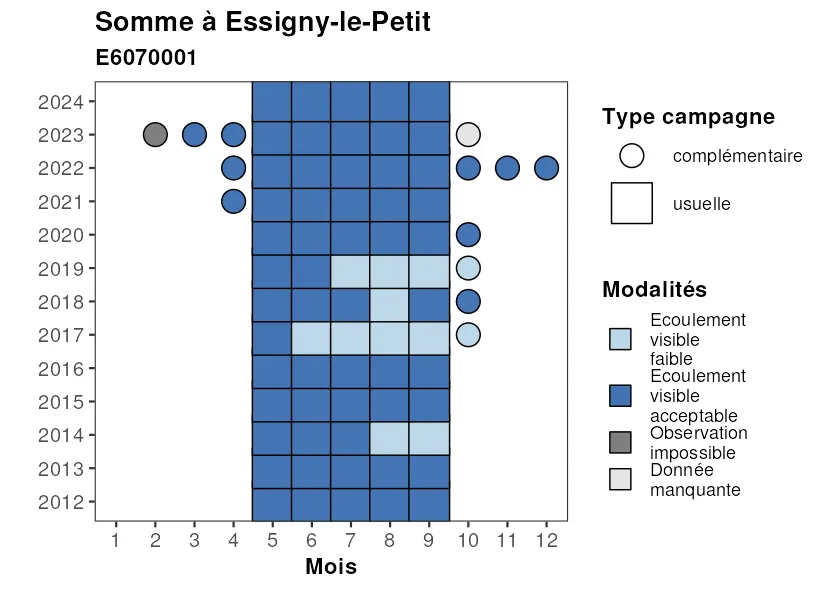 Somme à Essigny-le-Petit
E6070001
2024
2023
2022
2021
2020
2019
2018
2017
2016
2015
2014
2013
2012
1 2 3 4 5 6 7 8 9 10 11 12
Mois
Type campagne
complémentaire
usuelle
Modalités
Ecoulement
visible
faible
Ecoulement
visible
acceptable
Observation
impossible
Donnée
manquante